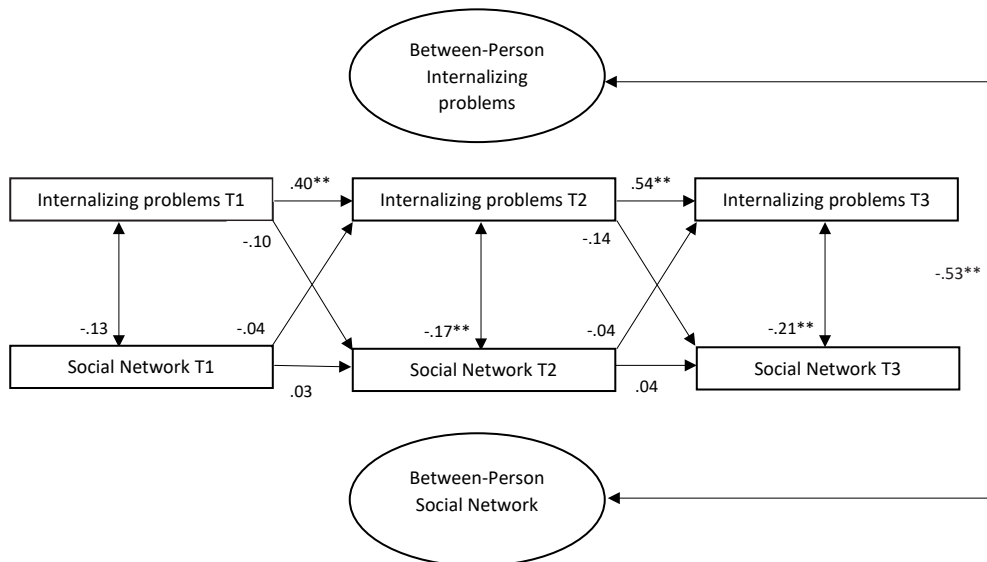 Between-Person
Internalizing
problems
.40**
.54**
Internalizing problems T1
Internalizing problems T2
Internalizing problems T3
-.10
-.14
-.53**
-.13
-.04
-.17**
-.04
-.21**
Social Network T1
Social Network T2
Social Network T3
.03
.04
Between-Person
Social Network